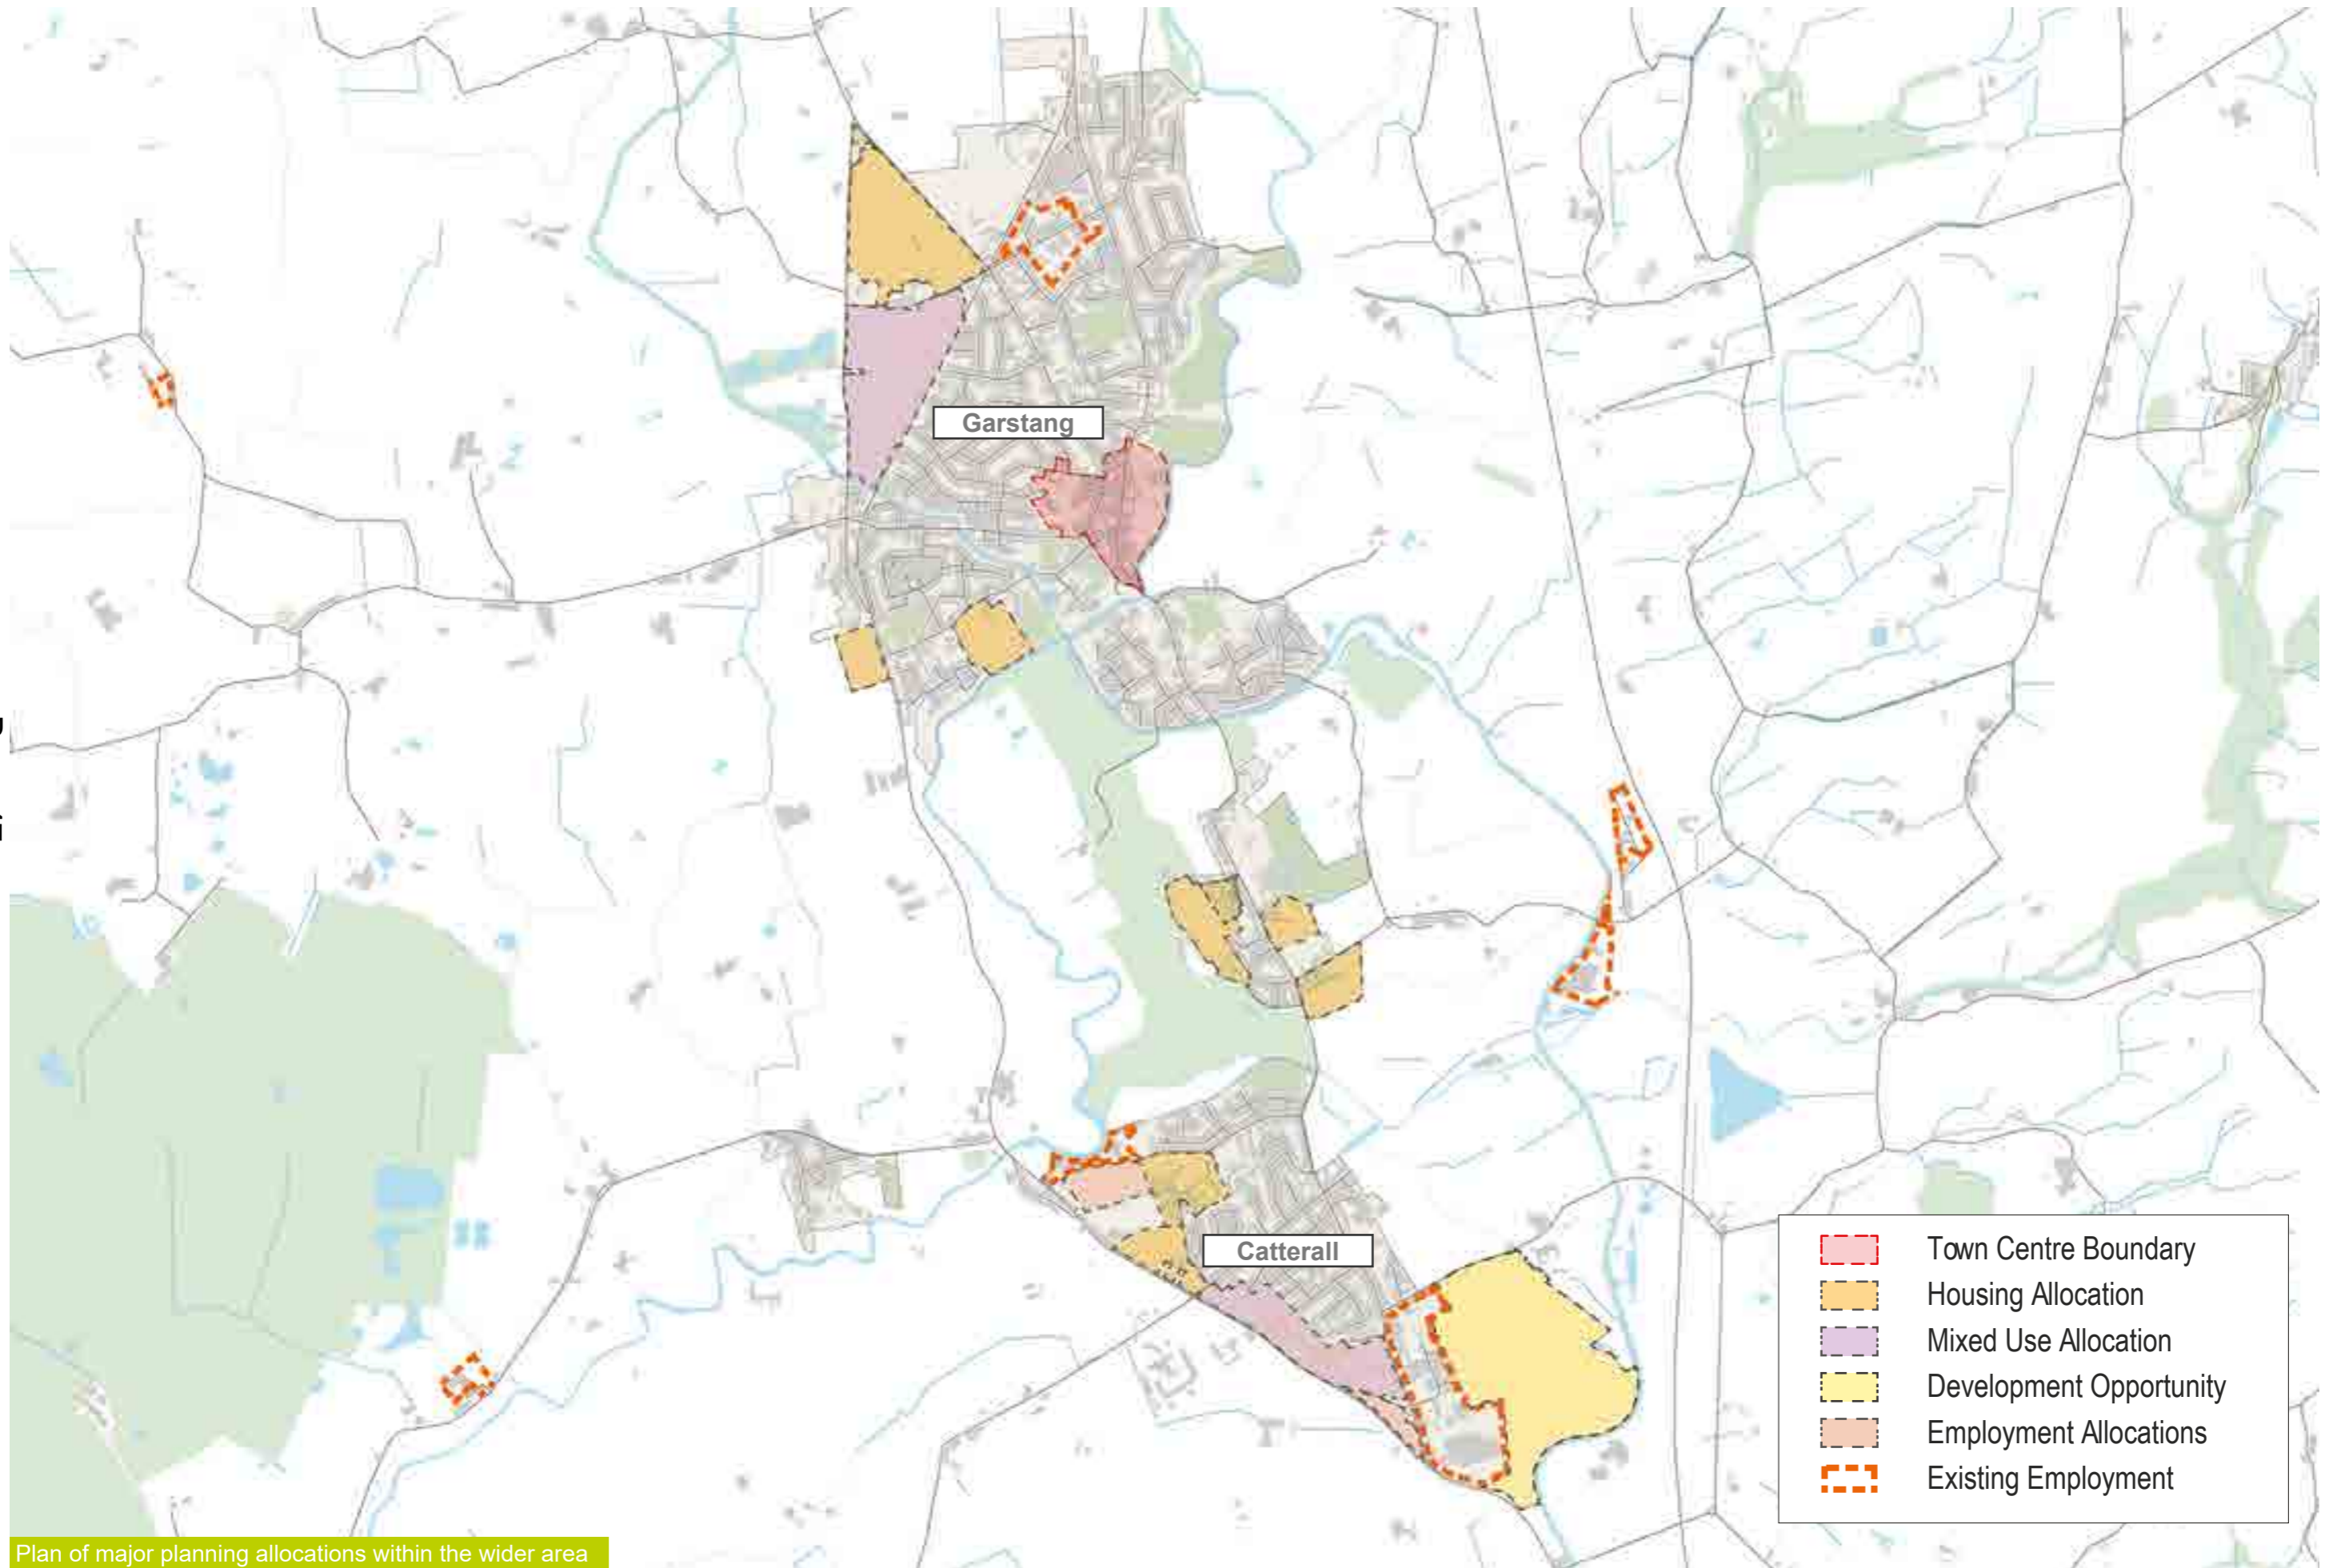 Garstang
Catterall
Town Centre Boundary
Housing Allocation
Mixed Use Allocation
Development Opportunity
Employment Allocations
Existing Employment
Plan of major planning allocations within the wider area